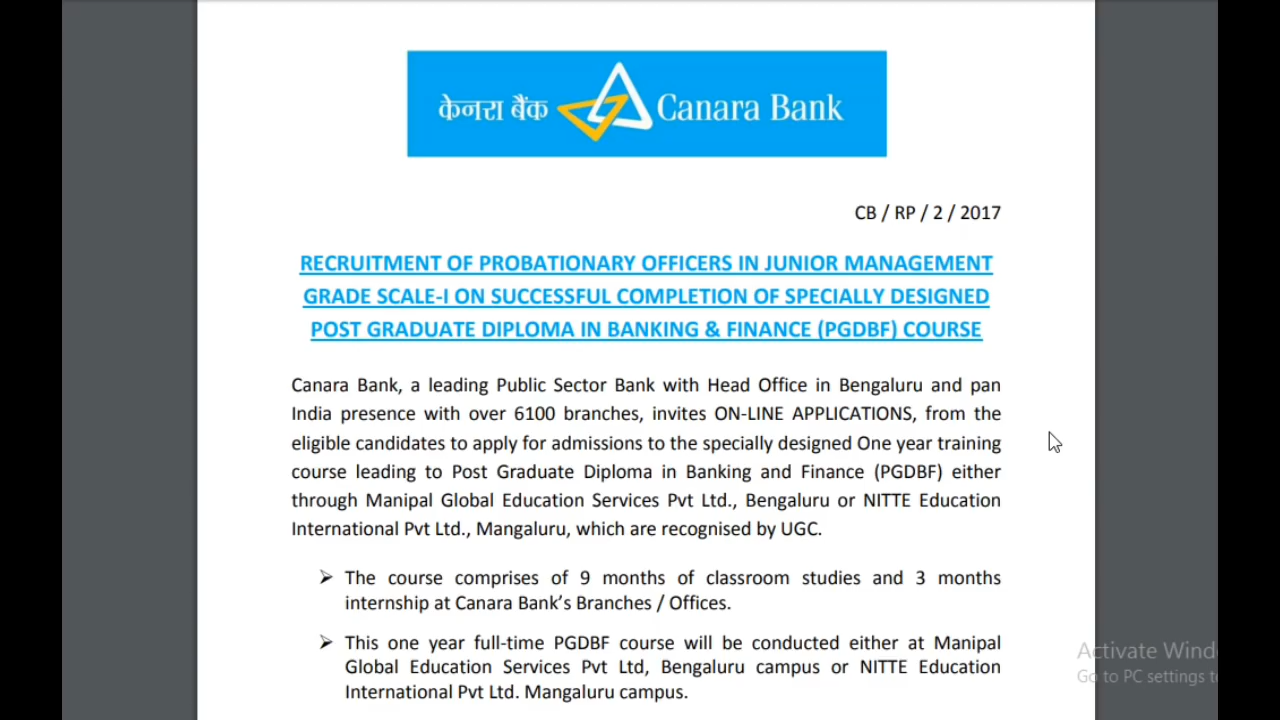 केनरा बैंक Canara Bank
CB / RP / 2 / 2017
RECRUITMENT OF PROBATIONARY OFFICERS IN JUNIOR MANAGEMENT
GRADE SCALE-I ON SUCCESSFUL COMPLETION OF SPECIALLY DESIGNED
POST GRADUATE DIPLOMA IN BANKING & FINANCE (PGDBF) COURSE
Canara Bank, a leading Public Sector Bank with Head Office in Bengaluru and pan
India presence with over 6100 branches, invites ON-LINE APPLICATIONS, from the
eligible candidates to apply for admissions to the specially designed One year training
course leading to Post Graduate Diploma in Banking and Finance (PGDBF) either
through Manipal Global Education Services Pvt Ltd., Bengaluru or NITTE Education
International Pvt Ltd., Mangaluru, which are recognised by UGC.
➢ The course comprises of 9 months of classroom studies and 3 months
internship at Canara Bank’s Branches / Offices.
➢ This one year full-time PGDBF course will be conducted either at Manipal
Global Education Services Pvt Ltd, Bengaluru campus or NITTE Education
International Pvt Ltd. Mangaluru campus.
Activate Wind
Go to PC settings t